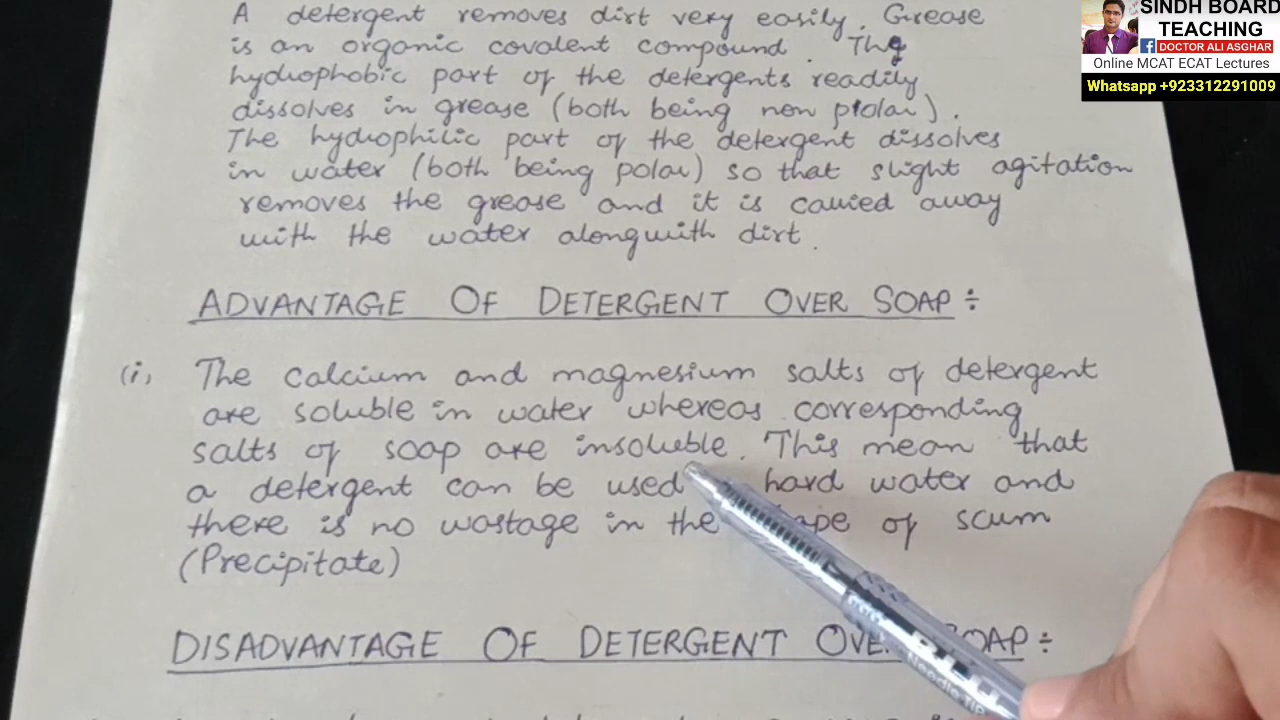 SINDH BOARD
TEACHING
DOCTOR ALI ASGHAR
Online MCAT ECAT Lectures
Whatsapp +923312291009
A detergent removes dirt very easily. Grease
is an organic covalent compound. The
hydrophobic part of the detergents readily
dissolves in grease (both being non polar).
The hydrophilic part of the detergent dissolves
in water (both being polar) so that slight agitation
removes the grease and it is carried away
with the water alongwith dirt.
ADVANTAGE OF DETERGENT OVER SOAP÷
(i) The calcium and magnesium salts of detergent
are soluble in water whereas corresponding
salts of soap are insoluble. This mean that
a detergent can be used hard water and
there is no wastage in the of scum
(Precipitate)
DISADVANTAGE OF DETERGENT OVER SOAP÷